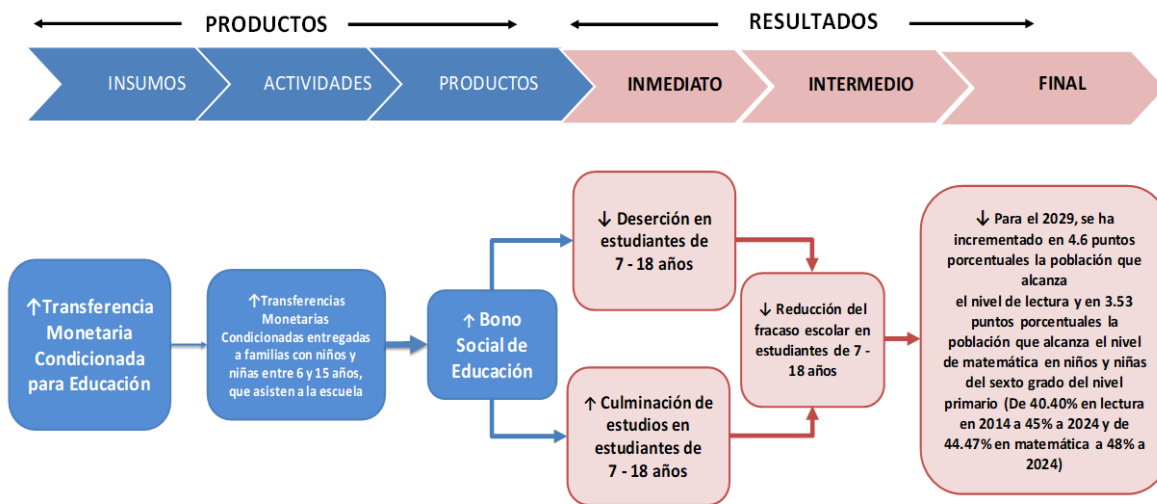 PRODUCTOS
RESULTADOS
INSUMOS
ACTIVIDADES
PRODUCTOS
INMEDIATO
INTERMEDIO
FINAL
↑Transferencia
Monetaria
Condicionada
para Educación
↑Transferencias
Monetarias
Condicionadas entregadas
a familias con niños y
niñas entre 6 y 15 años,
que asisten a la escuela
↑ Bono
Social de
Educación
↓ Deserción en
estudiantes de
7 - 18 años
↑ Culminación de
estudios en
estudiantes de
7 - 18 años
↓ Reducción del
fracaso escolar en
estudiantes de 7 -
18 años
↓ Para el 2029, se ha
incrementado en 4.6 puntos
porcentuales la población que
alcanza
el nivel de lectura y en 3.53
puntos porcentuales la
población que alcanza el nivel
de matemática en niños y niñas
del sexto grado del nivel
primario (De 40.40% en lectura
en 2014 a 45% a 2024 y de
44.47% en matemática a 48% a
2024)